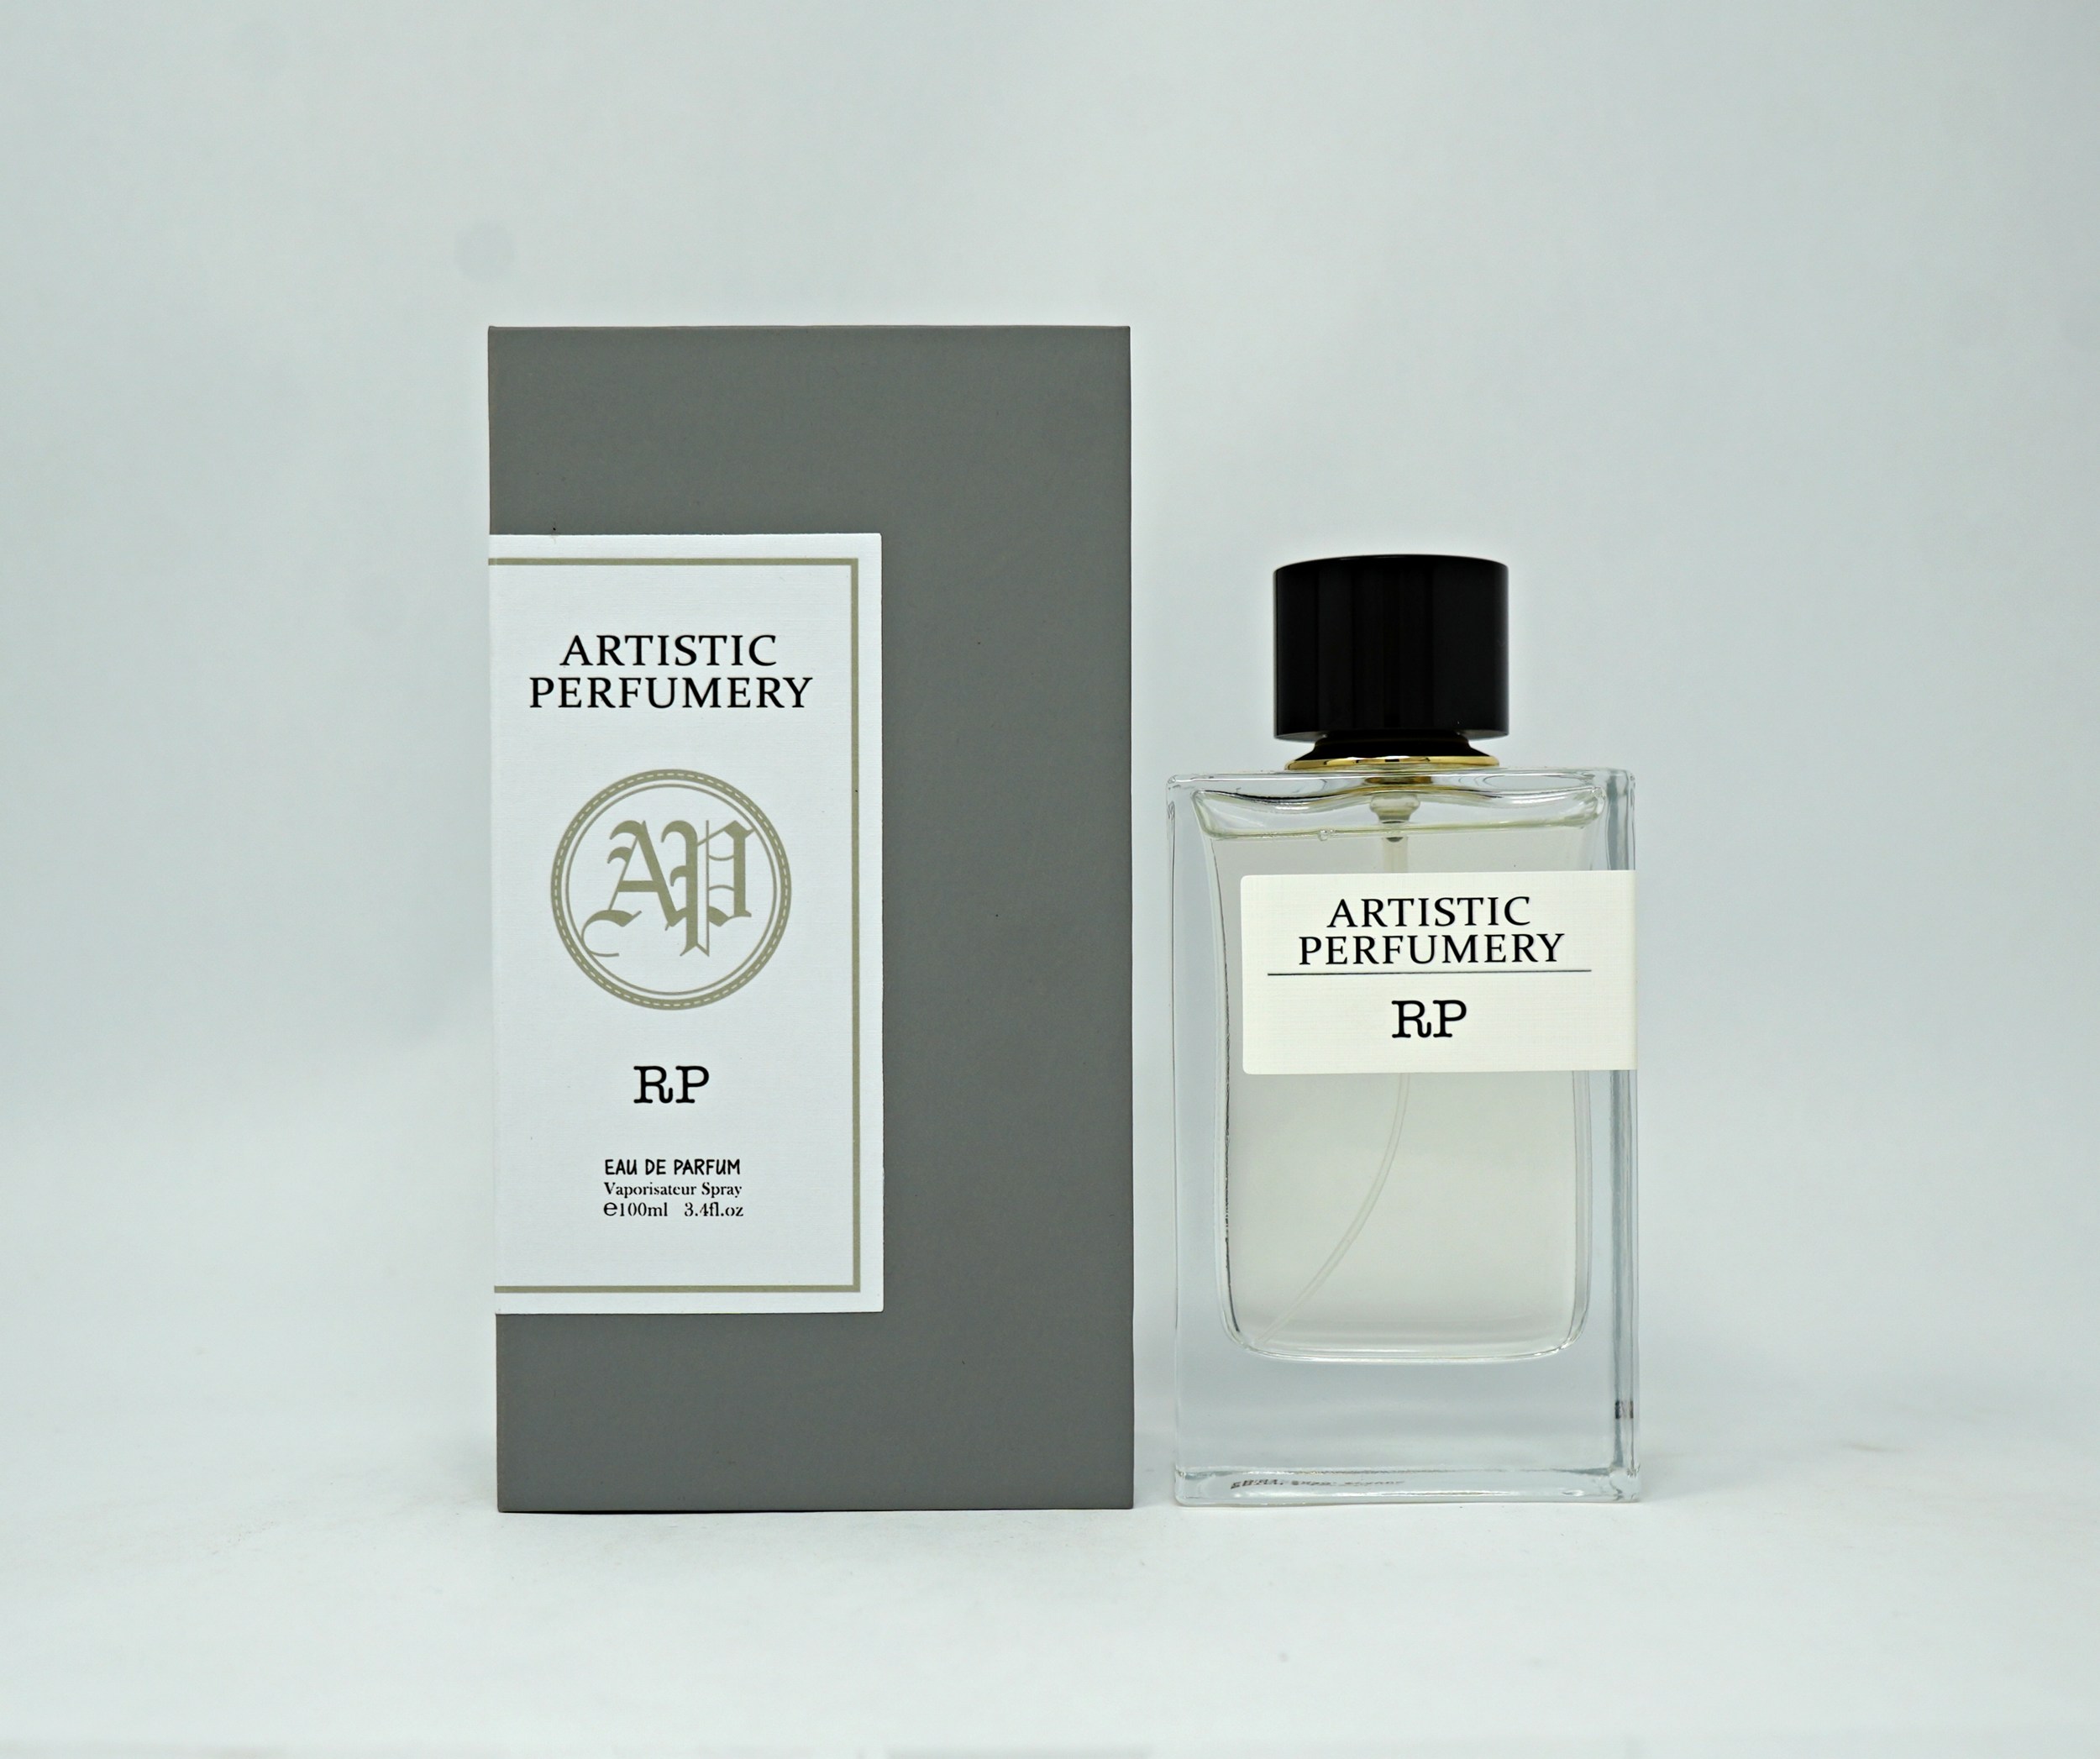 ARTISTIC
PERFUMERY
AP
RP
EAU DE PARFUM
Vaporisateur Spray
℮100ml 3.4fl.oz
ARTISTIC
PERFUMERY
RP